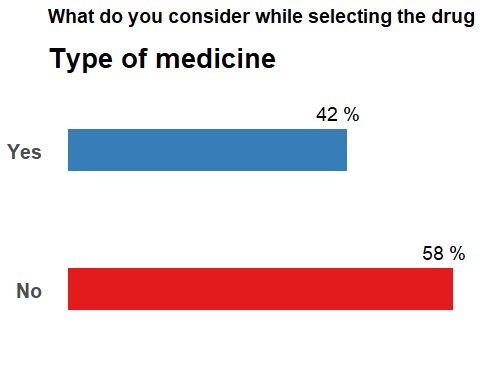 What do you consider while selecting the drug
Type of medicine
42 %
Yes
58 %
No